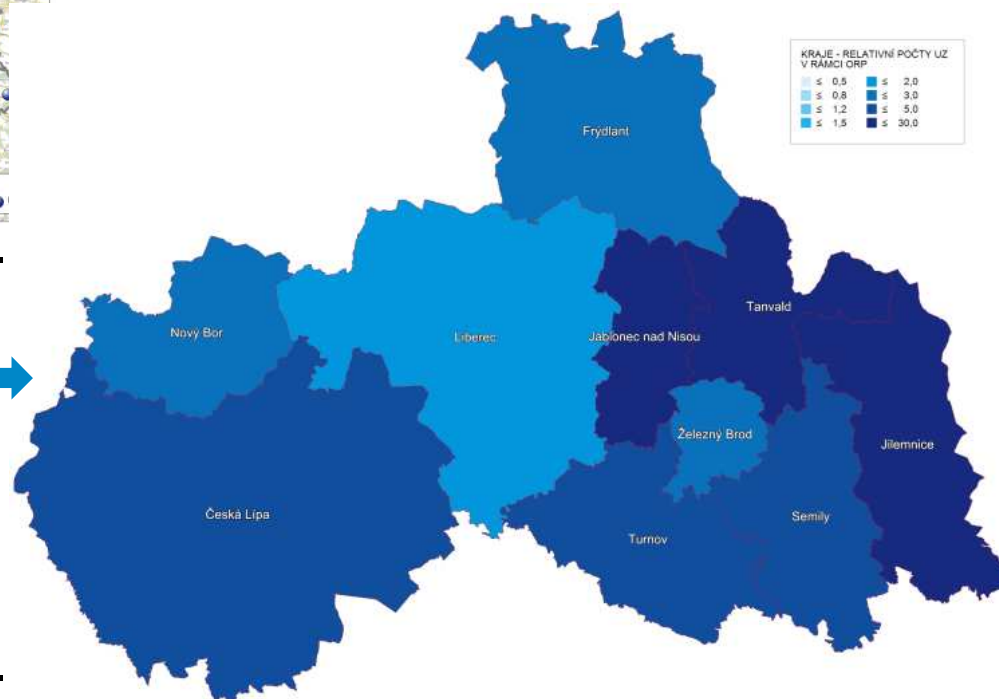 KRAJE - RELATIVNÍ POČTY UZ
V RÁMCI ORP
≤ 0,5 ≤ 2,0
≤ 0,8 ≤ 3,0
≤ 1,2 ≤ 5,0
≤ 1,5 ≤ 30,0
Frýdlant
Tanvald
Nový Bor
Liberec
Jablonec nad Nisou
Železný Brod
Jilemnice
Česká Lípa
Semily
Turnov